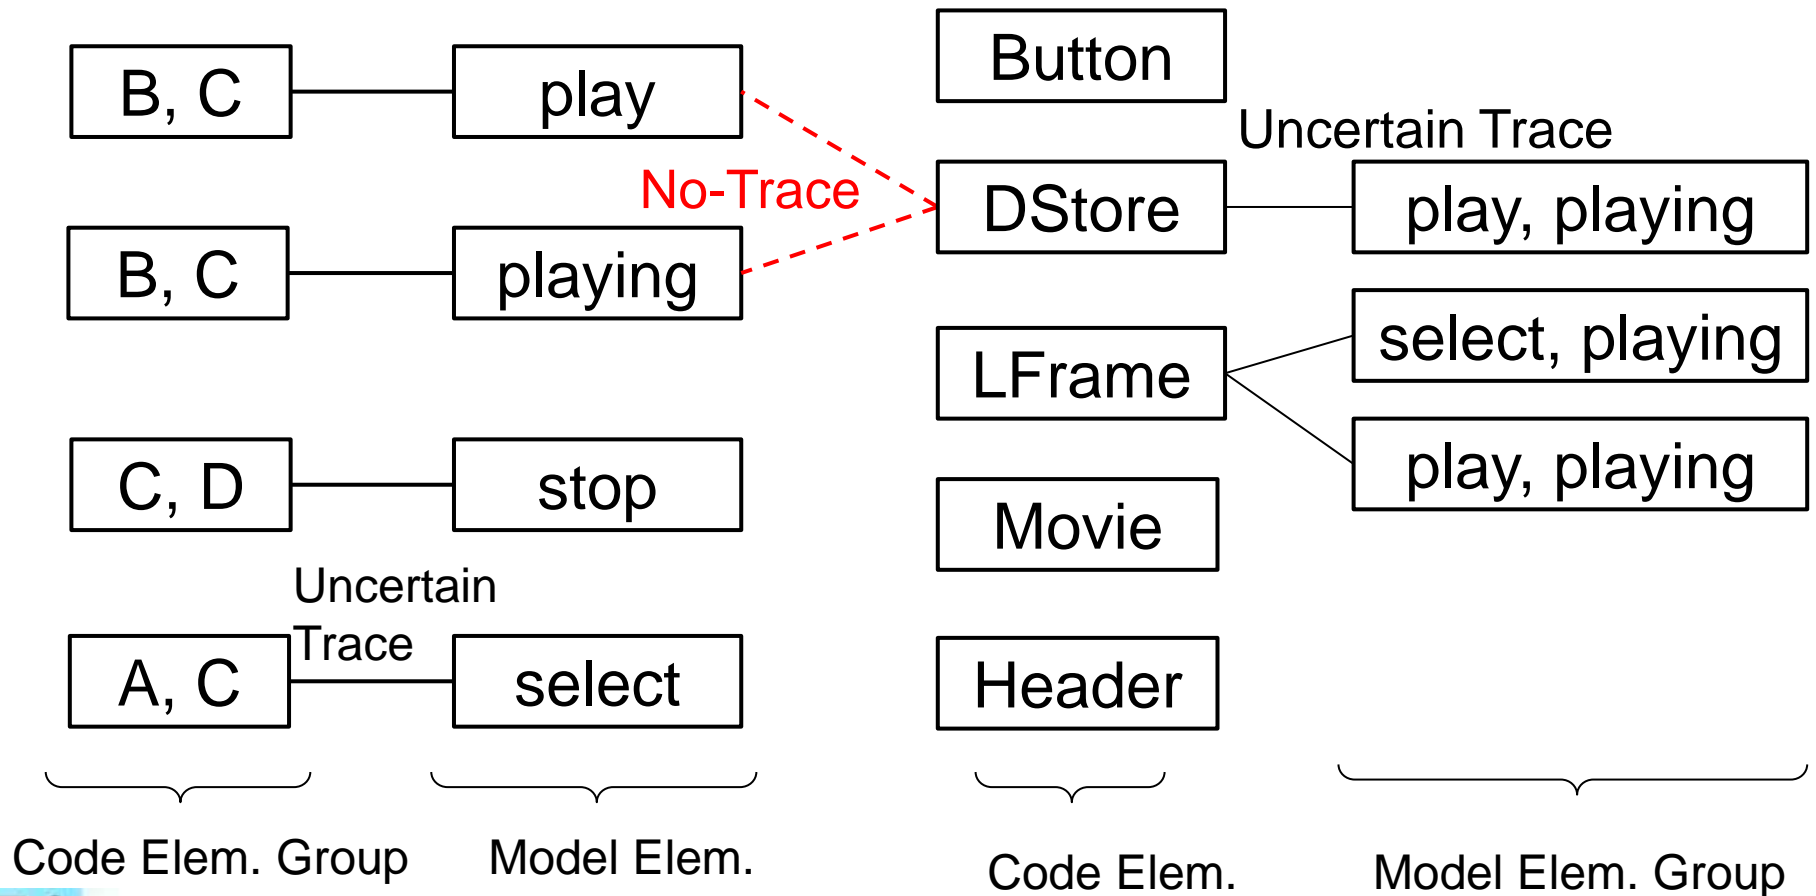 B, C
play
Button
Uncertain Trace
No-Trace
DStore
play, playing
B, C
playing
LFrame
select, playing
play, playing
C, D
stop
Movie
Uncertain
Trace
A, C
select
Header
Code Elem. Group
Model Elem.
Code Elem.
Model Elem. Group